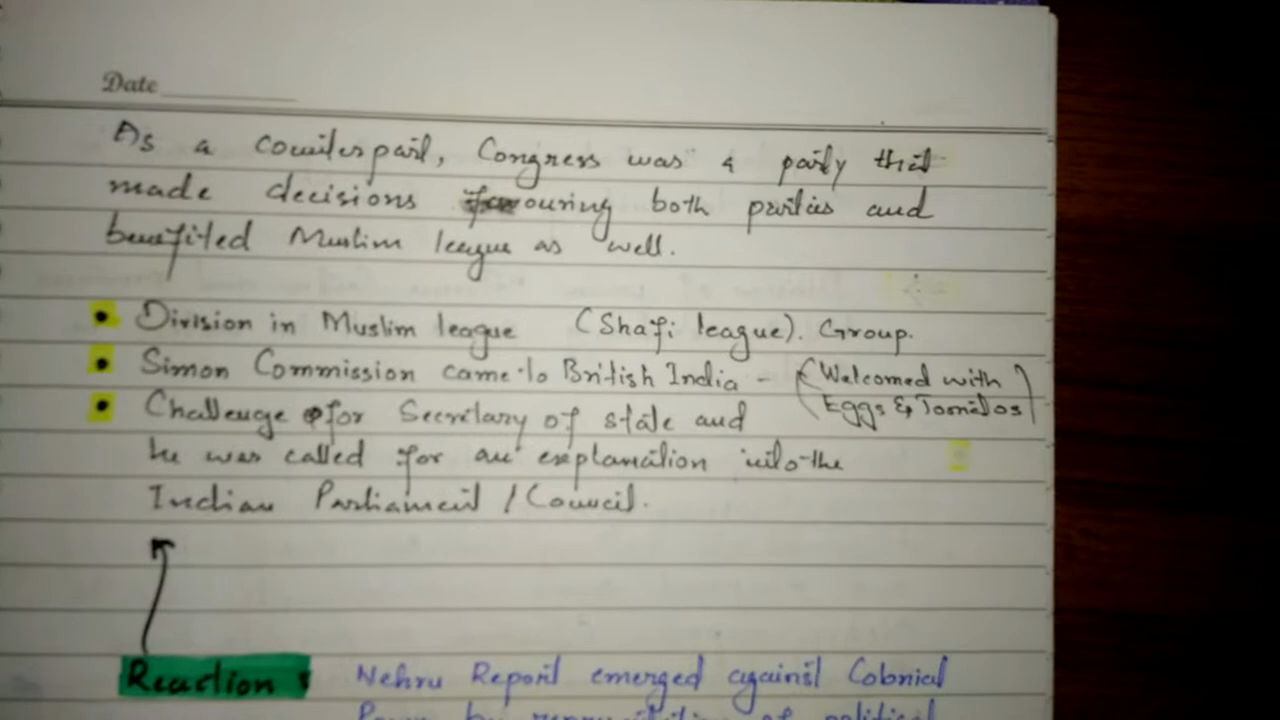 Date
As a counterpart, Congress was a party that
made decisions favouring both parties and
benefited Muslim league as well.
Division in Muslim league (Shafi league). Group.
Simon Commission came to British India - (Welcomed with
Eggs & Tomatos)
Challenge for Secretary of state and
he was called for an explanation into the
Indian Parliament / Council.
Reaction : Nehru Report emerged against Colonial
of political